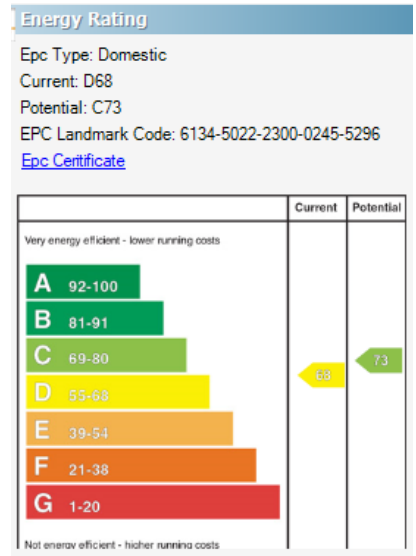 Energy Rating
Epc Type: Domestic
Current: D68
Potential: C73
EPC Landmark Code: 6134-5022-2300-0245-5296
Epc Ceritificate
Current Potential
Very energy efficient - lower running costs
A 92-100
B 81-91
C 69-80
73
68
D 55-68
E 39-54
F 21-38
G 1-20
Not energy efficient - higher running costs